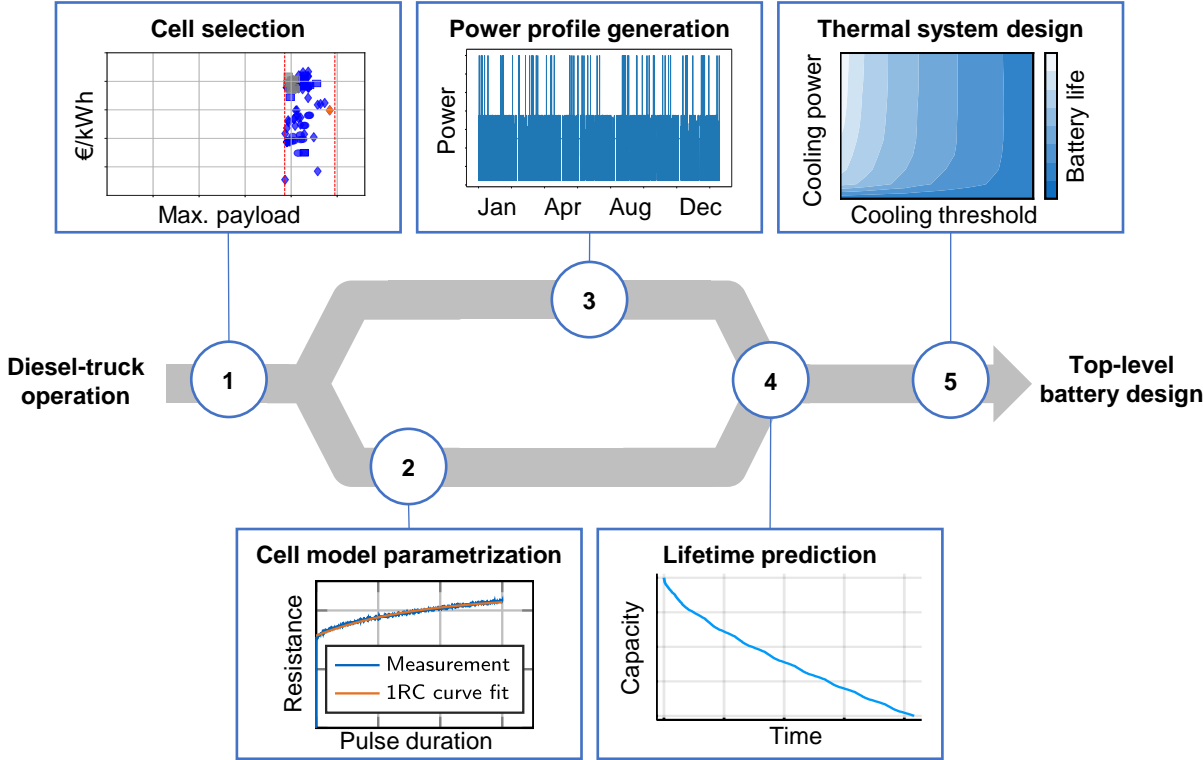 Cell selection
€/kWh
Max. payload
Power profile generation
Power
Jan Apr Aug Dec
Thermal system design
Cooling power
Battery life
Cooling threshold
Diesel-truck
operation
1
2
3
4
5
Top-level
battery design
Cell model parametrization
Resistance
Measurement
1RC curve fit
Pulse duration
Lifetime prediction
Capacity
Time